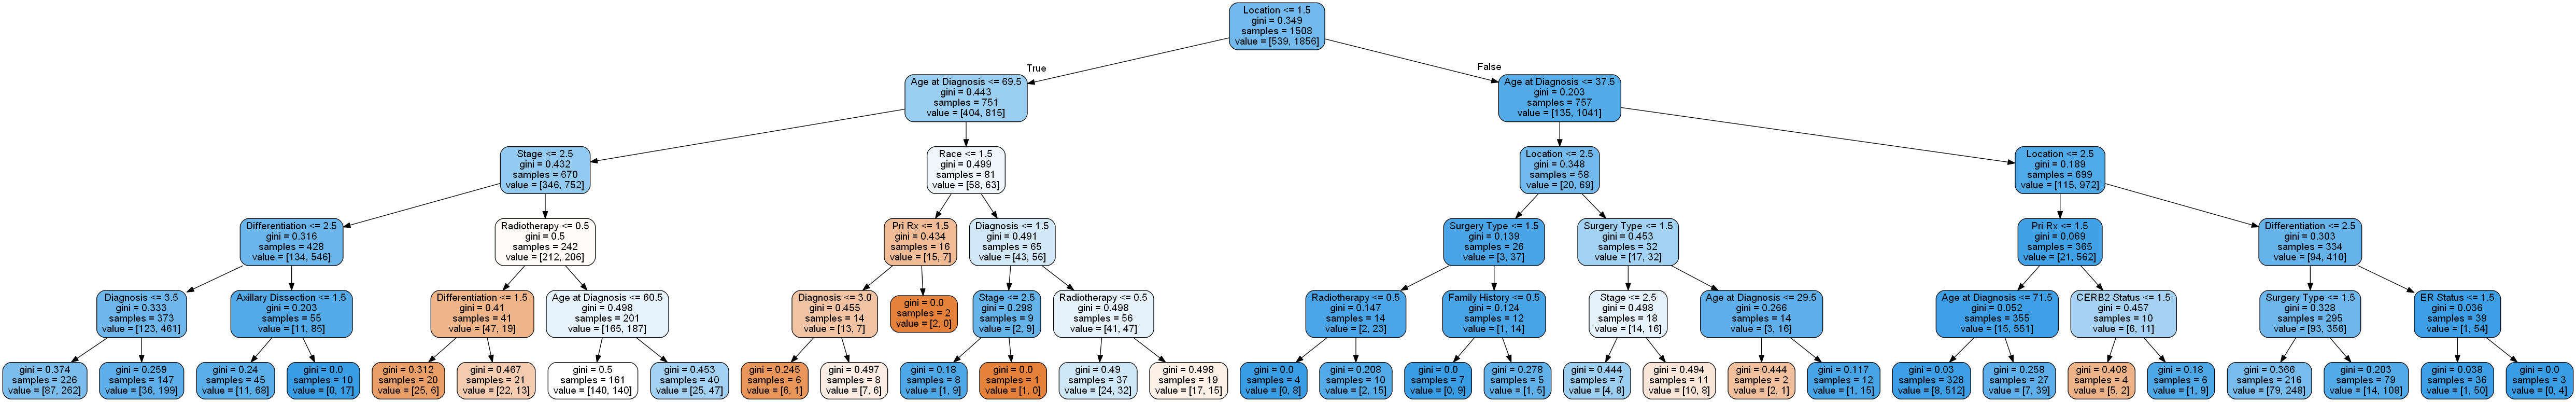 Location <= 1.5
gini = 0.349
samples = 1508
value = [539, 1856]
True
False
Age at Diagnosis <= 69.5
gini = 0.443
samples = 751
value = [404, 815]
Age at Diagnosis <= 37.5
gini = 0.203
samples = 757
value = [135, 1041]
Stage <= 2.5
gini = 0.432
samples = 670
value = [346, 752]
Race <= 1.5
gini = 0.499
samples = 81
value = [58, 63]
Location <= 2.5
gini = 0.348
samples = 58
value = [20, 69]
Location <= 2.5
gini = 0.189
samples = 699
value = [115, 972]
Differentiation <= 2.5
gini = 0.316
samples = 428
value = [134, 546]
Radiotherapy <= 0.5
gini = 0.5
samples = 242
value = [212, 206]
Pri Rx <= 1.5
gini = 0.434
samples = 16
value = [15, 7]
Diagnosis <= 1.5
gini = 0.491
samples = 65
value = [43, 56]
Surgery Type <= 1.5
gini = 0.139
samples = 26
value = [3, 37]
Surgery Type <= 1.5
gini = 0.453
samples = 32
value = [17, 32]
Pri Rx <= 1.5
gini = 0.069
samples = 365
value = [21, 562]
Differentiation <= 2.5
gini = 0.303
samples = 334
value = [94, 410]
Diagnosis <= 3.5
gini = 0.333
samples = 373
value = [123, 461]
Axillary Dissection <= 1.5
gini = 0.203
samples = 55
value = [11, 85]
Differentiation <= 1.5
gini = 0.41
samples = 41
value = [47, 19]
Age at Diagnosis <= 60.5
gini = 0.498
samples = 201
value = [165, 187]
Diagnosis <= 3.0
gini = 0.455
samples = 14
value = [13, 7]
gini = 0.0
samples = 2
value = [2, 0]
Stage <= 2.5
gini = 0.298
samples = 9
value = [2, 9]
Radiotherapy <= 0.5
gini = 0.498
samples = 56
value = [41, 47]
Radiotherapy <= 0.5
gini = 0.147
samples = 14
value = [2, 23]
Family History <= 0.5
gini = 0.124
samples = 12
value = [1, 14]
Stage <= 2.5
gini = 0.498
samples = 18
value = [14, 16]
Age at Diagnosis <= 29.5
gini = 0.266
samples = 14
value = [3, 16]
Age at Diagnosis <= 71.5
gini = 0.052
samples = 355
value = [15, 551]
CERB2 Status <= 1.5
gini = 0.457
samples = 10
value = [6, 11]
Surgery Type <= 1.5
gini = 0.328
samples = 295
value = [93, 356]
ER Status <= 1.5
gini = 0.036
samples = 39
value = [1, 54]
gini = 0.374
samples = 226
value = [87, 262]
gini = 0.259
samples = 147
value = [36, 199]
gini = 0.24
samples = 45
value = [11, 68]
gini = 0.0
samples = 10
value = [0, 17]
gini = 0.312
samples = 20
value = [25, 6]
gini = 0.467
samples = 21
value = [22, 13]
gini = 0.5
samples = 161
value = [140, 140]
gini = 0.453
samples = 40
value = [25, 47]
gini = 0.245
samples = 6
value = [6, 1]
gini = 0.497
samples = 8
value = [7, 6]
gini = 0.18
samples = 8
value = [1, 9]
gini = 0.0
samples = 1
value = [1, 0]
gini = 0.49
samples = 37
value = [24, 32]
gini = 0.498
samples = 19
value = [17, 15]
gini = 0.0
samples = 4
value = [0, 8]
gini = 0.208
samples = 10
value = [2, 15]
gini = 0.0
samples = 7
value = [0, 9]
gini = 0.278
samples = 5
value = [1, 5]
gini = 0.444
samples = 7
value = [4, 8]
gini = 0.494
samples = 11
value = [10, 8]
gini = 0.444
samples = 2
value = [2, 1]
gini = 0.117
samples = 12
value = [1, 15]
gini = 0.03
samples = 328
value = [8, 512]
gini = 0.258
samples = 27
value = [7, 39]
gini = 0.408
samples = 4
value = [5, 2]
gini = 0.18
samples = 6
value = [1, 9]
gini = 0.366
samples = 216
value = [79, 248]
gini = 0.203
samples = 79
value = [14, 108]
gini = 0.038
samples = 36
value = [1, 50]
gini = 0.0
samples = 3
value = [0, 4]